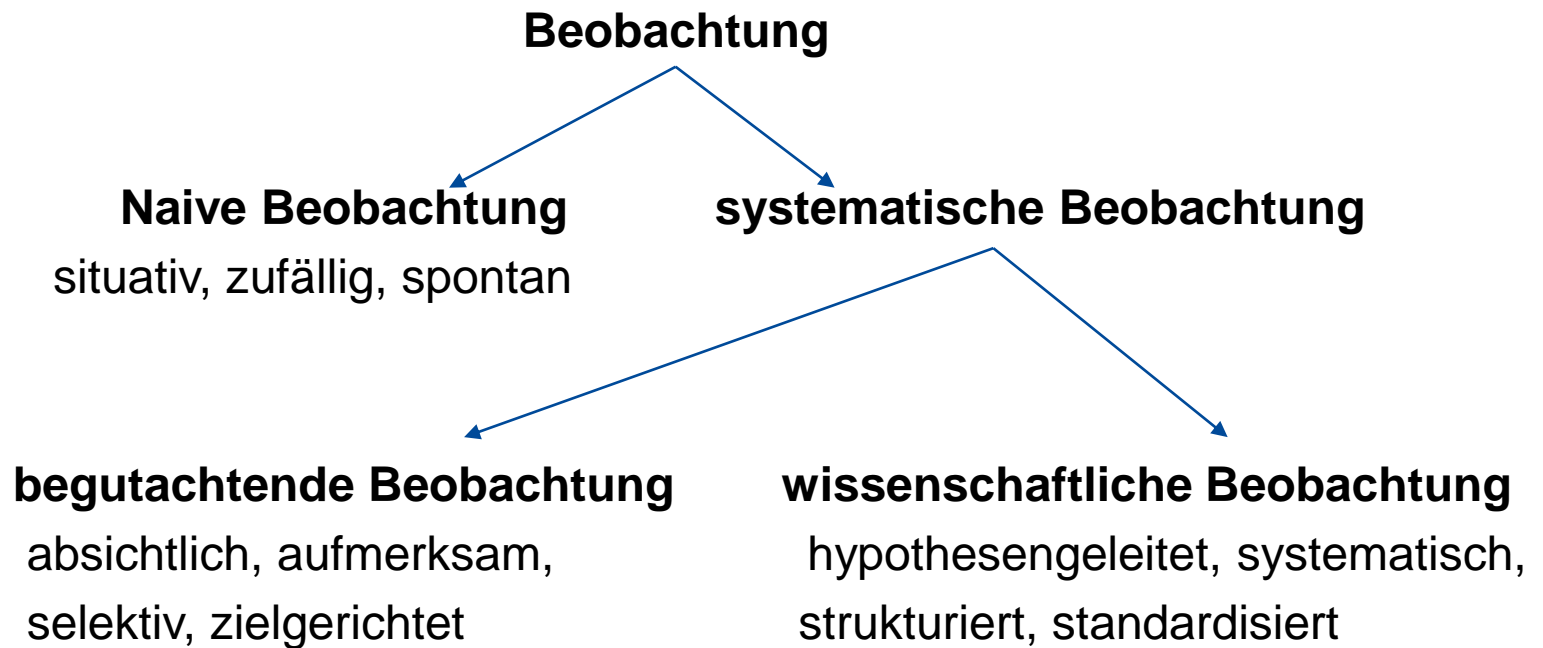 Beobachtung
Naive Beobachtung
systematische Beobachtung
situativ, zufällig, spontan
begutachtende Beobachtung
absichtlich, aufmerksam,
selektiv, zielgerichtet
wissenschaftliche Beobachtung
hypothesengeleitet, systematisch,
strukturiert, standardisiert